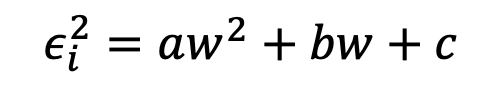 𝜖ᵢ² = 𝑎𝑤² + 𝑏𝑤 + 𝑐